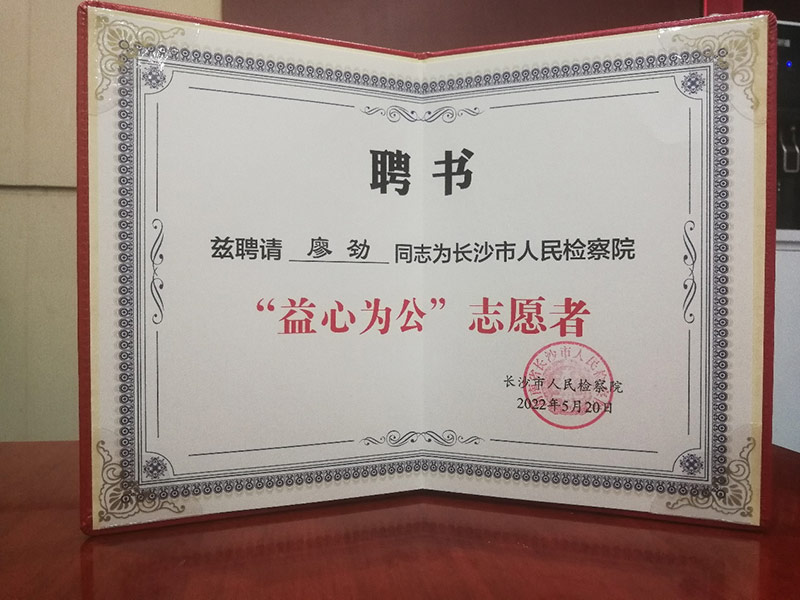 聘书
兹聘请 廖劲 同志为长沙市人民检察院
“益心为公”志愿者
长沙市人民检察院
2022年5月20日